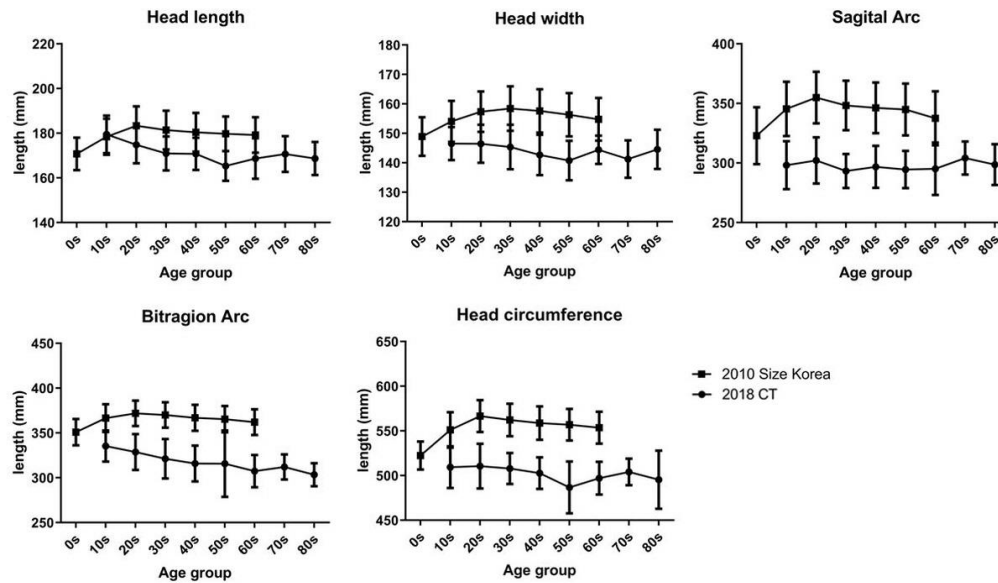 Head length
length (mm)
220
200
180
160
140
0s
10s
20s
30s
40s
50s
60s
70s
80s
Age group
Head width
length (mm)
180
170
160
150
140
130
120
0s
10s
20s
30s
40s
50s
60s
70s
80s
Age group
Sagital Arc
length (mm)
400
350
300
250
0s
10s
20s
30s
40s
50s
60s
70s
80s
Age group
Bitragion Arc
length (mm)
450
400
350
300
250
0s
10s
20s
30s
40s
50s
60s
70s
80s
Age group
Head circumference
length (mm)
650
600
550
500
450
0s
10s
20s
30s
40s
50s
60s
70s
80s
Age group
2010 Size Korea
2018 CT